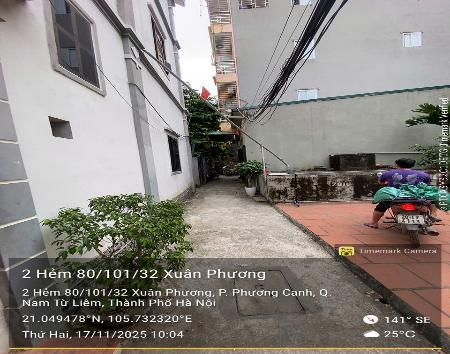 Timemark Camera
2 Hẻm 80/101/32 Xuân Phương
2 Hẻm 80/101/32 Xuân Phương, P. Phương Canh, Q.
Nam Từ Liêm, Thành Phố Hà Nội
21.049478°N, 105.732320°E
Thứ Hai, 17/11/2025 10:04
141° SE
25°C